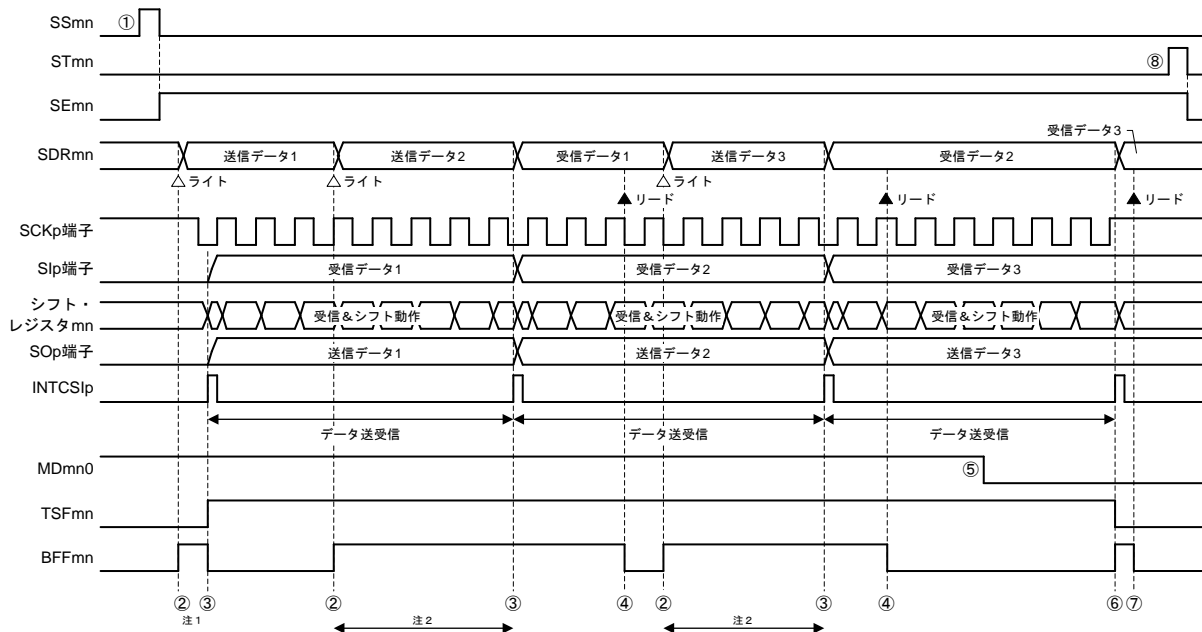 SSmn ①
STmn ⑧
SEmn
SDRmn 送信データ1 送信データ2 受信データ1 送信データ3 受信データ2 受信データ3
△ライト △ライト △ライト
▲リード ▲リード ▲リード
SCKp端子
SIp端子 受信データ1 受信データ2 受信データ3
シフト・
レジスタmn 受信&シフト動作 受信&シフト動作 受信&シフト動作
SOp端子 送信データ1 送信データ2 送信データ3
INTCSIp
データ送受信 データ送受信 データ送受信
MDmn0 ⑤
TSFmn
BFFmn
② ③ ② ③ ④ ② ③ ④ ⑥ ⑦
注1 注2 注2